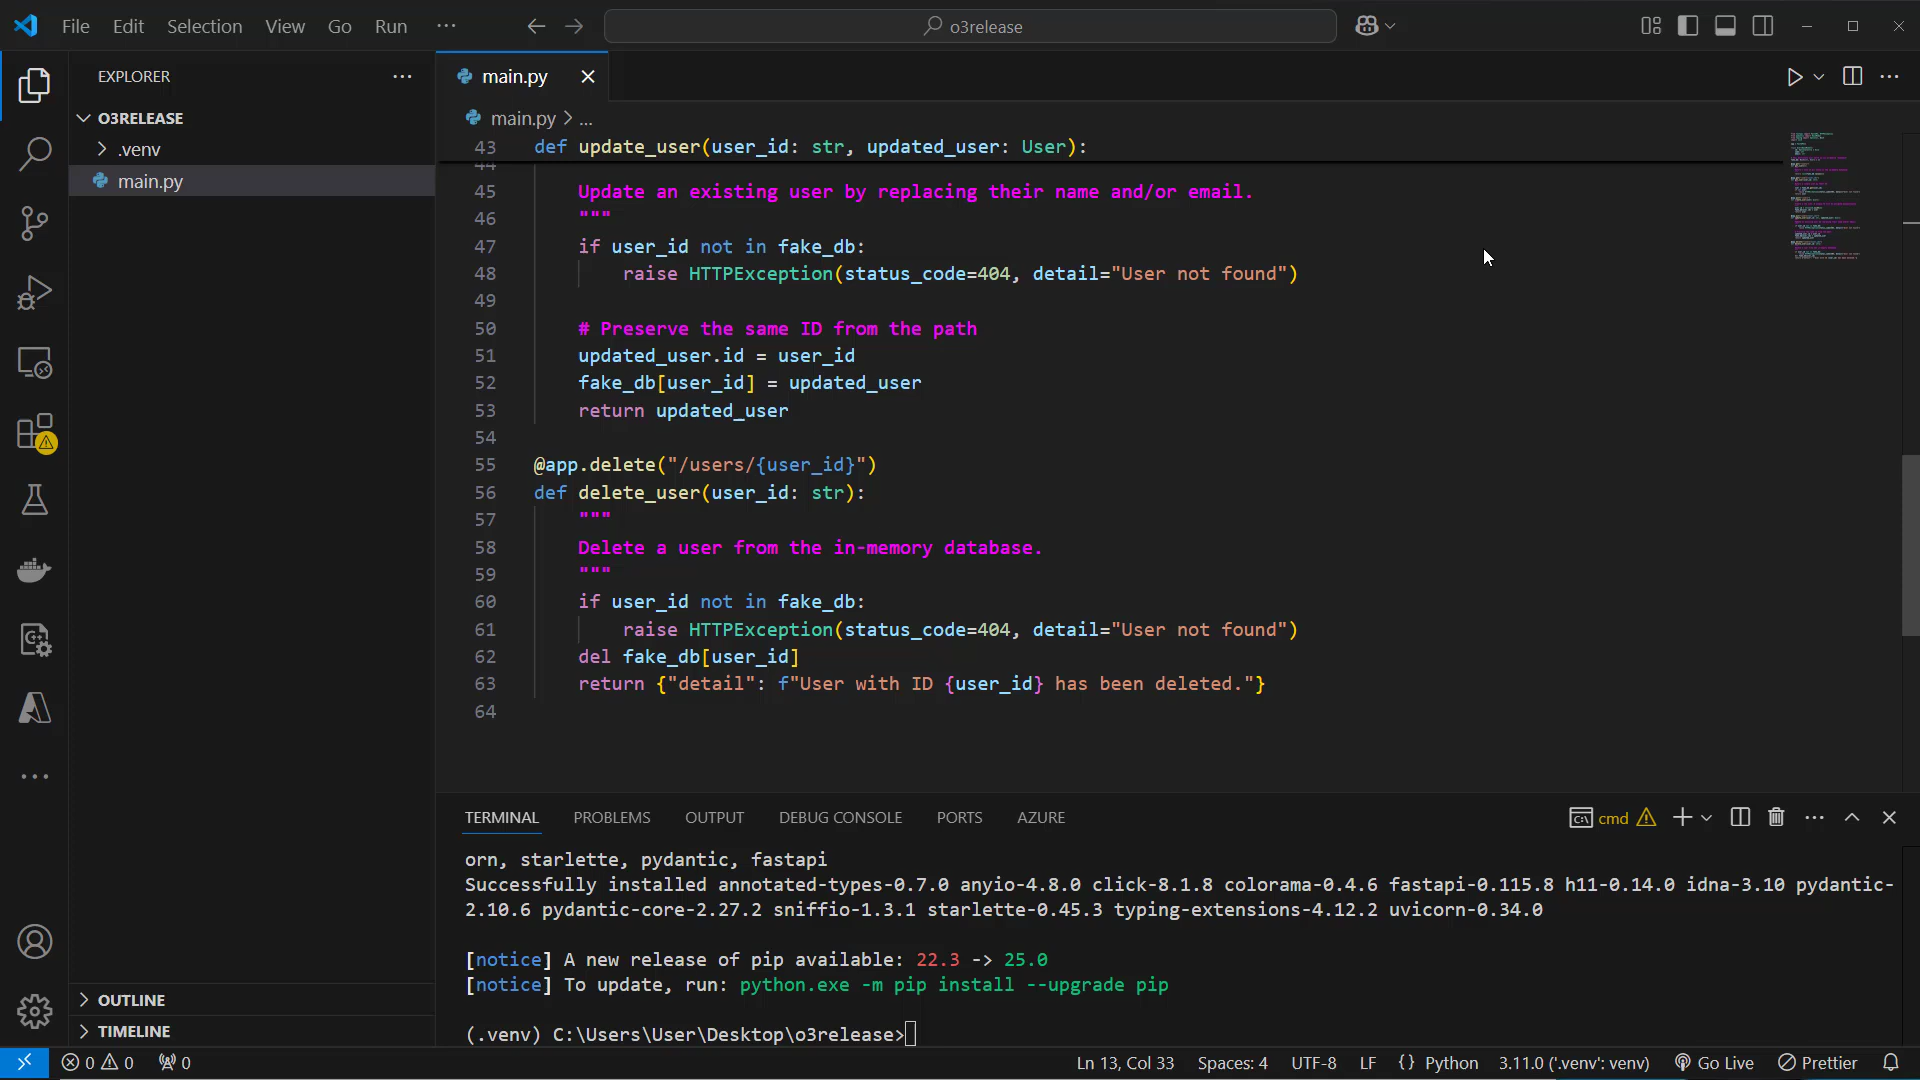 File Edit Selection View Go Run ···
o3release
EXPLORER
O3RELEASE
.venv
main.py
OUTLINE
TIMELINE
main.py
main.py > ...
43 def update_user(user_id: str, updated_user: User):
44
45 Update an existing user by replacing their name and/or email.
46 """
47 if user_id not in fake_db:
48 raise HTTPException(status_code=404, detail="User not found")
49
50 # Preserve the same ID from the path
51 updated_user.id = user_id
52 fake_db[user_id] = updated_user
53 return updated_user
54
55 @app.delete("/users/{user_id}")
56 def delete_user(user_id: str):
57 """
58 Delete a user from the in-memory database.
59 """
60 if user_id not in fake_db:
61 raise HTTPException(status_code=404, detail="User not found")
62 del fake_db[user_id]
63 return {"detail": f"User with ID {user_id} has been deleted."}
64
TERMINAL PROBLEMS OUTPUT DEBUG CONSOLE PORTS AZURE
cmd
orn, starlette, pydantic, fastapi
Successfully installed annotated-types-0.7.0 anyio-4.8.0 click-8.1.8 colorama-0.4.6 fastapi-0.115.8 h11-0.14.0 idna-3.10 pydantic-
2.10.6 pydantic-core-2.27.2 sniffio-1.3.1 starlette-0.45.3 typing-extensions-4.12.2 uvicorn-0.34.0
[notice] A new release of pip available: 22.3 -> 25.0
[notice] To update, run: python.exe -m pip install --upgrade pip
(.venv) C:\Users\User\Desktop\o3release>
0 0 0 Ln 13, Col 33 Spaces: 4 UTF-8 LF {} Python 3.11.0 ('.venv': venv) Go Live Prettier